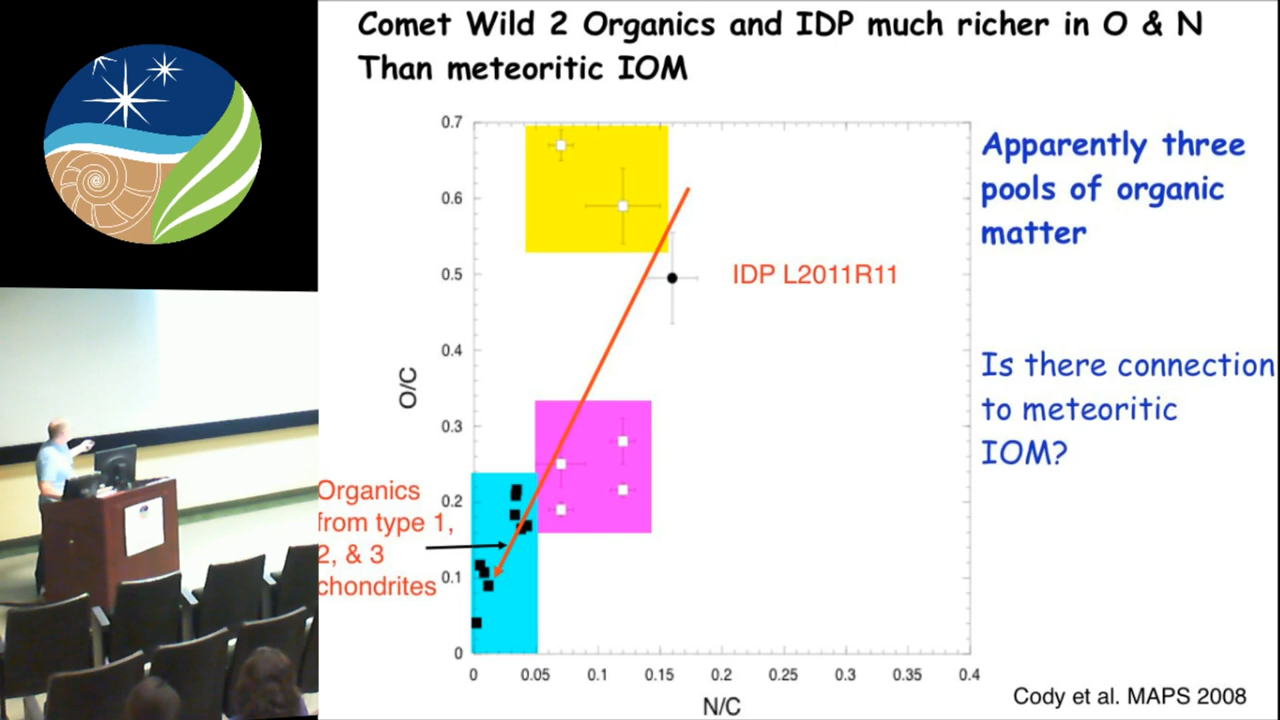 Comet Wild 2 Organics and IDP much richer in O & N
Than meteoritic IOM
Apparently three
pools of organic
matter
Is there connection
to meteoritic
IOM?
IDP L2011R11
Organics
from type 1,
2, & 3
chondrites
O/C
0.7
0.6
0.5
0.4
0.3
0.2
0.1
0
0
0.05
0.1
0.15
0.2
0.25
0.3
0.35
0.4
N/C
Cody et al. MAPS 2008